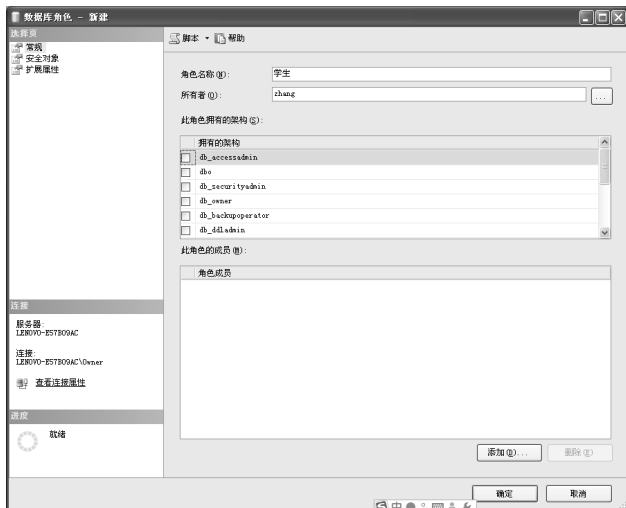 数据库角色 - 新建
选择页
常规
安全对象
扩展属性
脚本
帮助
角色名称(N):
学生
所有者(O):
zhang
...
此角色拥有的架构(S):
拥有的架构
db_accessadmin
dbo
db_securityadmin
db_owner
db_backupoperator
db_ddladmin
此角色的成员(M):
角色成员
连接
服务器:
LENOVO-E57B09AC
连接:
LENOVO-E57B09AC\Owner
查看连接属性
进度
就绪
添加(D)...
删除(E)
确定
取消
中